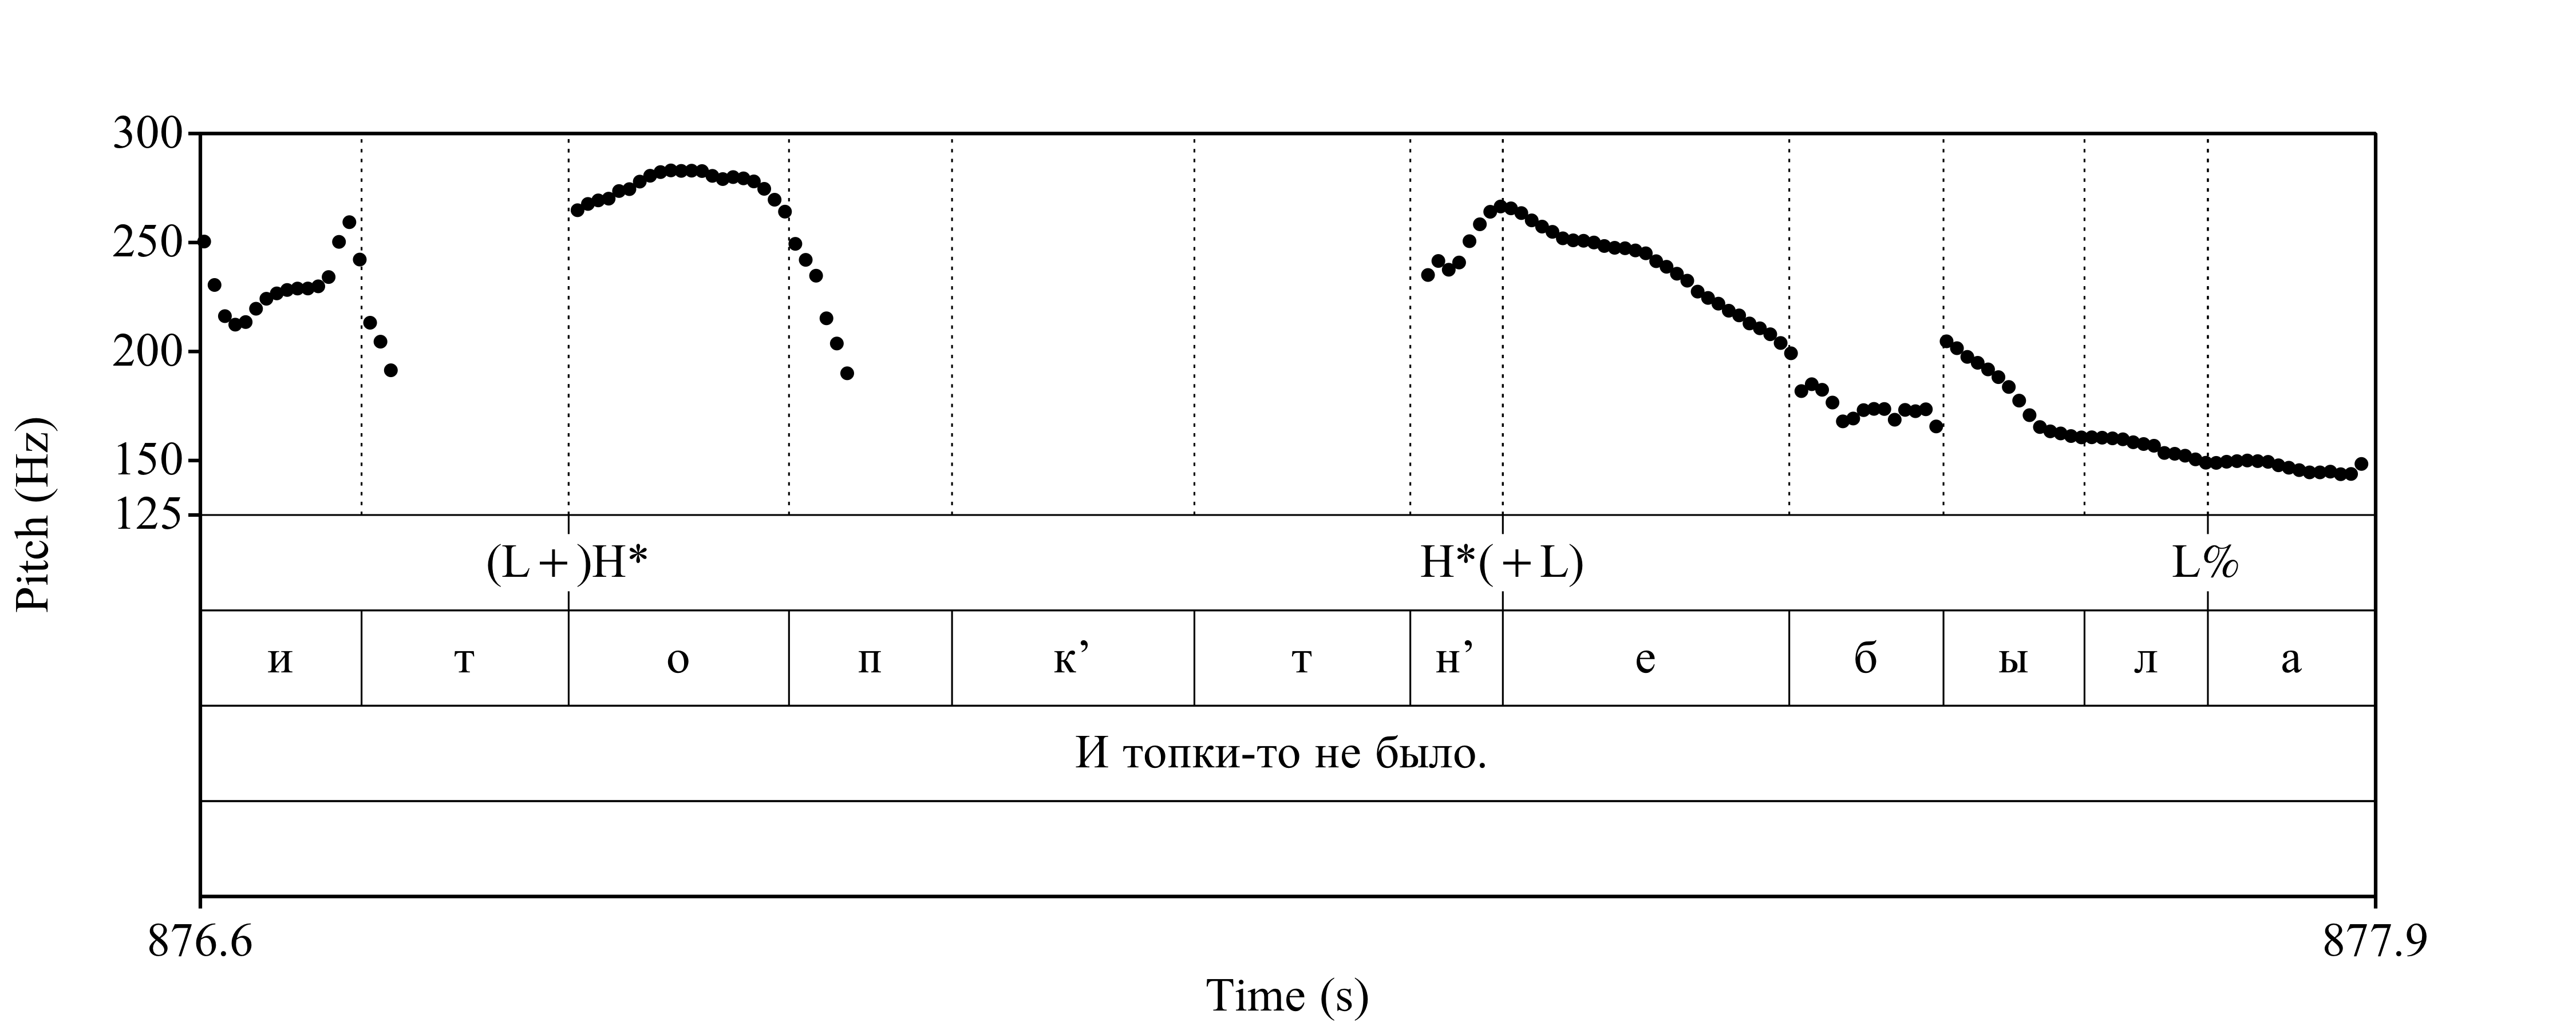 300
250
200
150
125
Pitch (Hz)
(L+)H* H*(+L) L%
и т о п к’ т н’ е б ы л а
И топки-то не было.
876.6 877.9
Time (s)